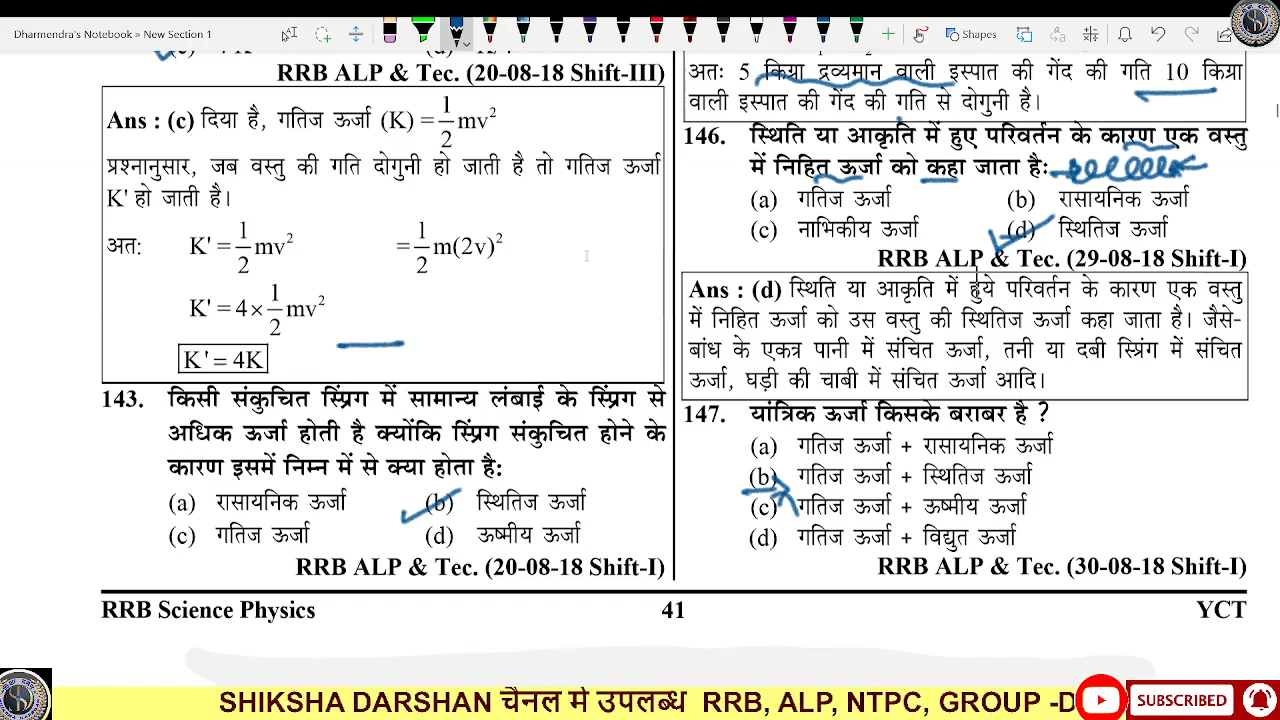 Dharmendra's Notebook » New Section 1
Shapes
RRB ALP & Tec. (20-08-18 Shift-III)
Ans : (c) दिया है, गतिज ऊर्जा (K) = 1/2 mv²
प्रश्नानुसार, जब वस्तु की गति दोगुनी हो जाती है तो गतिज ऊर्जा
K' हो जाती है।
अतः K' = 1/2 mv² = 1/2 m(2v)²
K' = 4 × 1/2 mv²
K' = 4K
143. किसी संकुचित स्प्रिंग में सामान्य लंबाई के स्प्रिंग से
अधिक ऊर्जा होती है क्योंकि स्प्रिंग संकुचित होने के
कारण इसमें निम्न में से क्या होता है:
(a) रासायनिक ऊर्जा (b) स्थितिज ऊर्जा
(c) गतिज ऊर्जा (d) ऊष्मीय ऊर्जा
RRB ALP & Tec. (20-08-18 Shift-I)
अतः 5 किग्रा द्रव्यमान वाली इस्पात की गेंद की गति 10 किग्रा
वाली इस्पात की गेंद की गति से दोगुनी है।
146. स्थिति या आकृति में हुए परिवर्तन के कारण एक वस्तु
में निहित ऊर्जा को कहा जाता हैः
(a) गतिज ऊर्जा (b) रासायनिक ऊर्जा
(c) नाभिकीय ऊर्जा (d) स्थितिज ऊर्जा
RRB ALP & Tec. (29-08-18 Shift-I)
Ans : (d) स्थिति या आकृति में हुये परिवर्तन के कारण एक वस्तु
में निहित ऊर्जा को उस वस्तु की स्थितिज ऊर्जा कहा जाता है। जैसे-
बांध के एकत्र पानी में संचित ऊर्जा, तनी या दबी स्प्रिंग में संचित
ऊर्जा, घड़ी की चाबी में संचित ऊर्जा आदि।
147. यांत्रिक ऊर्जा किसके बराबर है ?
(a) गतिज ऊर्जा + रासायनिक ऊर्जा
(b) गतिज ऊर्जा + स्थितिज ऊर्जा
(c) गतिज ऊर्जा + ऊष्मीय ऊर्जा
(d) गतिज ऊर्जा + विद्युत ऊर्जा
RRB ALP & Tec. (30-08-18 Shift-I)
RRB Science Physics 41 YCT
SHIKSHA DARSHAN चैनल में उपलब्ध RRB, ALP, NTPC, GROUP -D
SUBSCRIBED